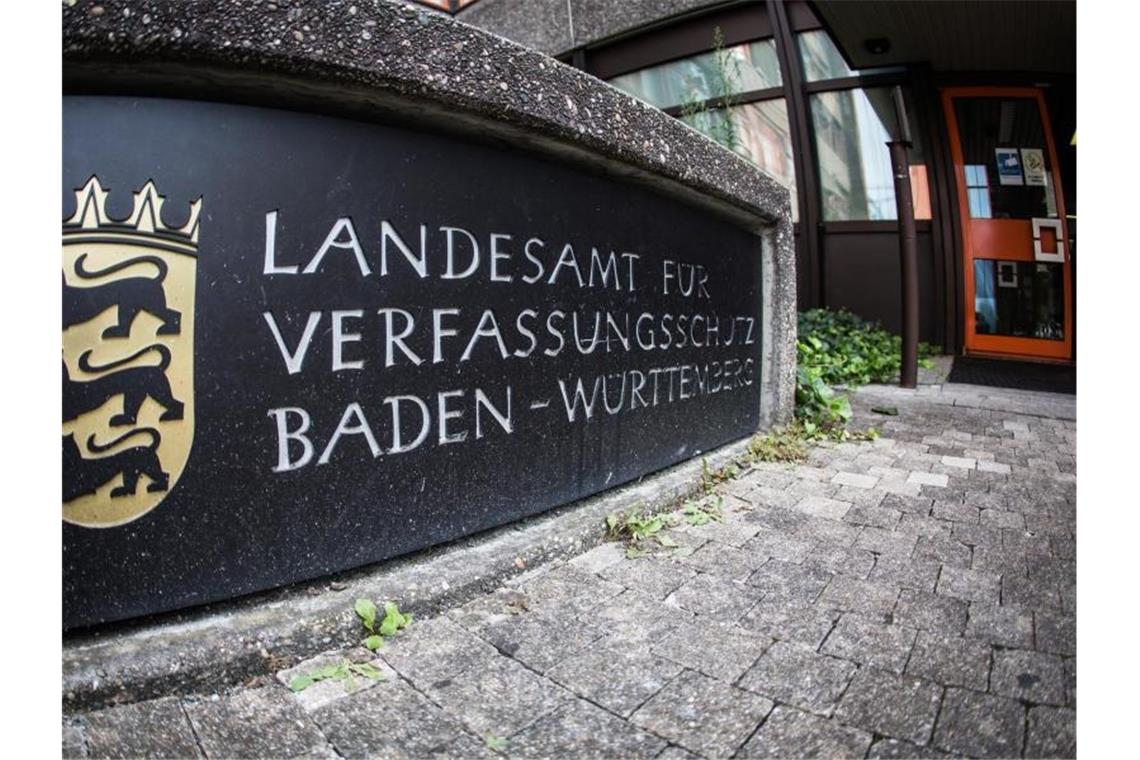 LANDESAMT FÜR
VERFASSUNGSSCHUTZ
BADEN-WÜRTTEMBERG